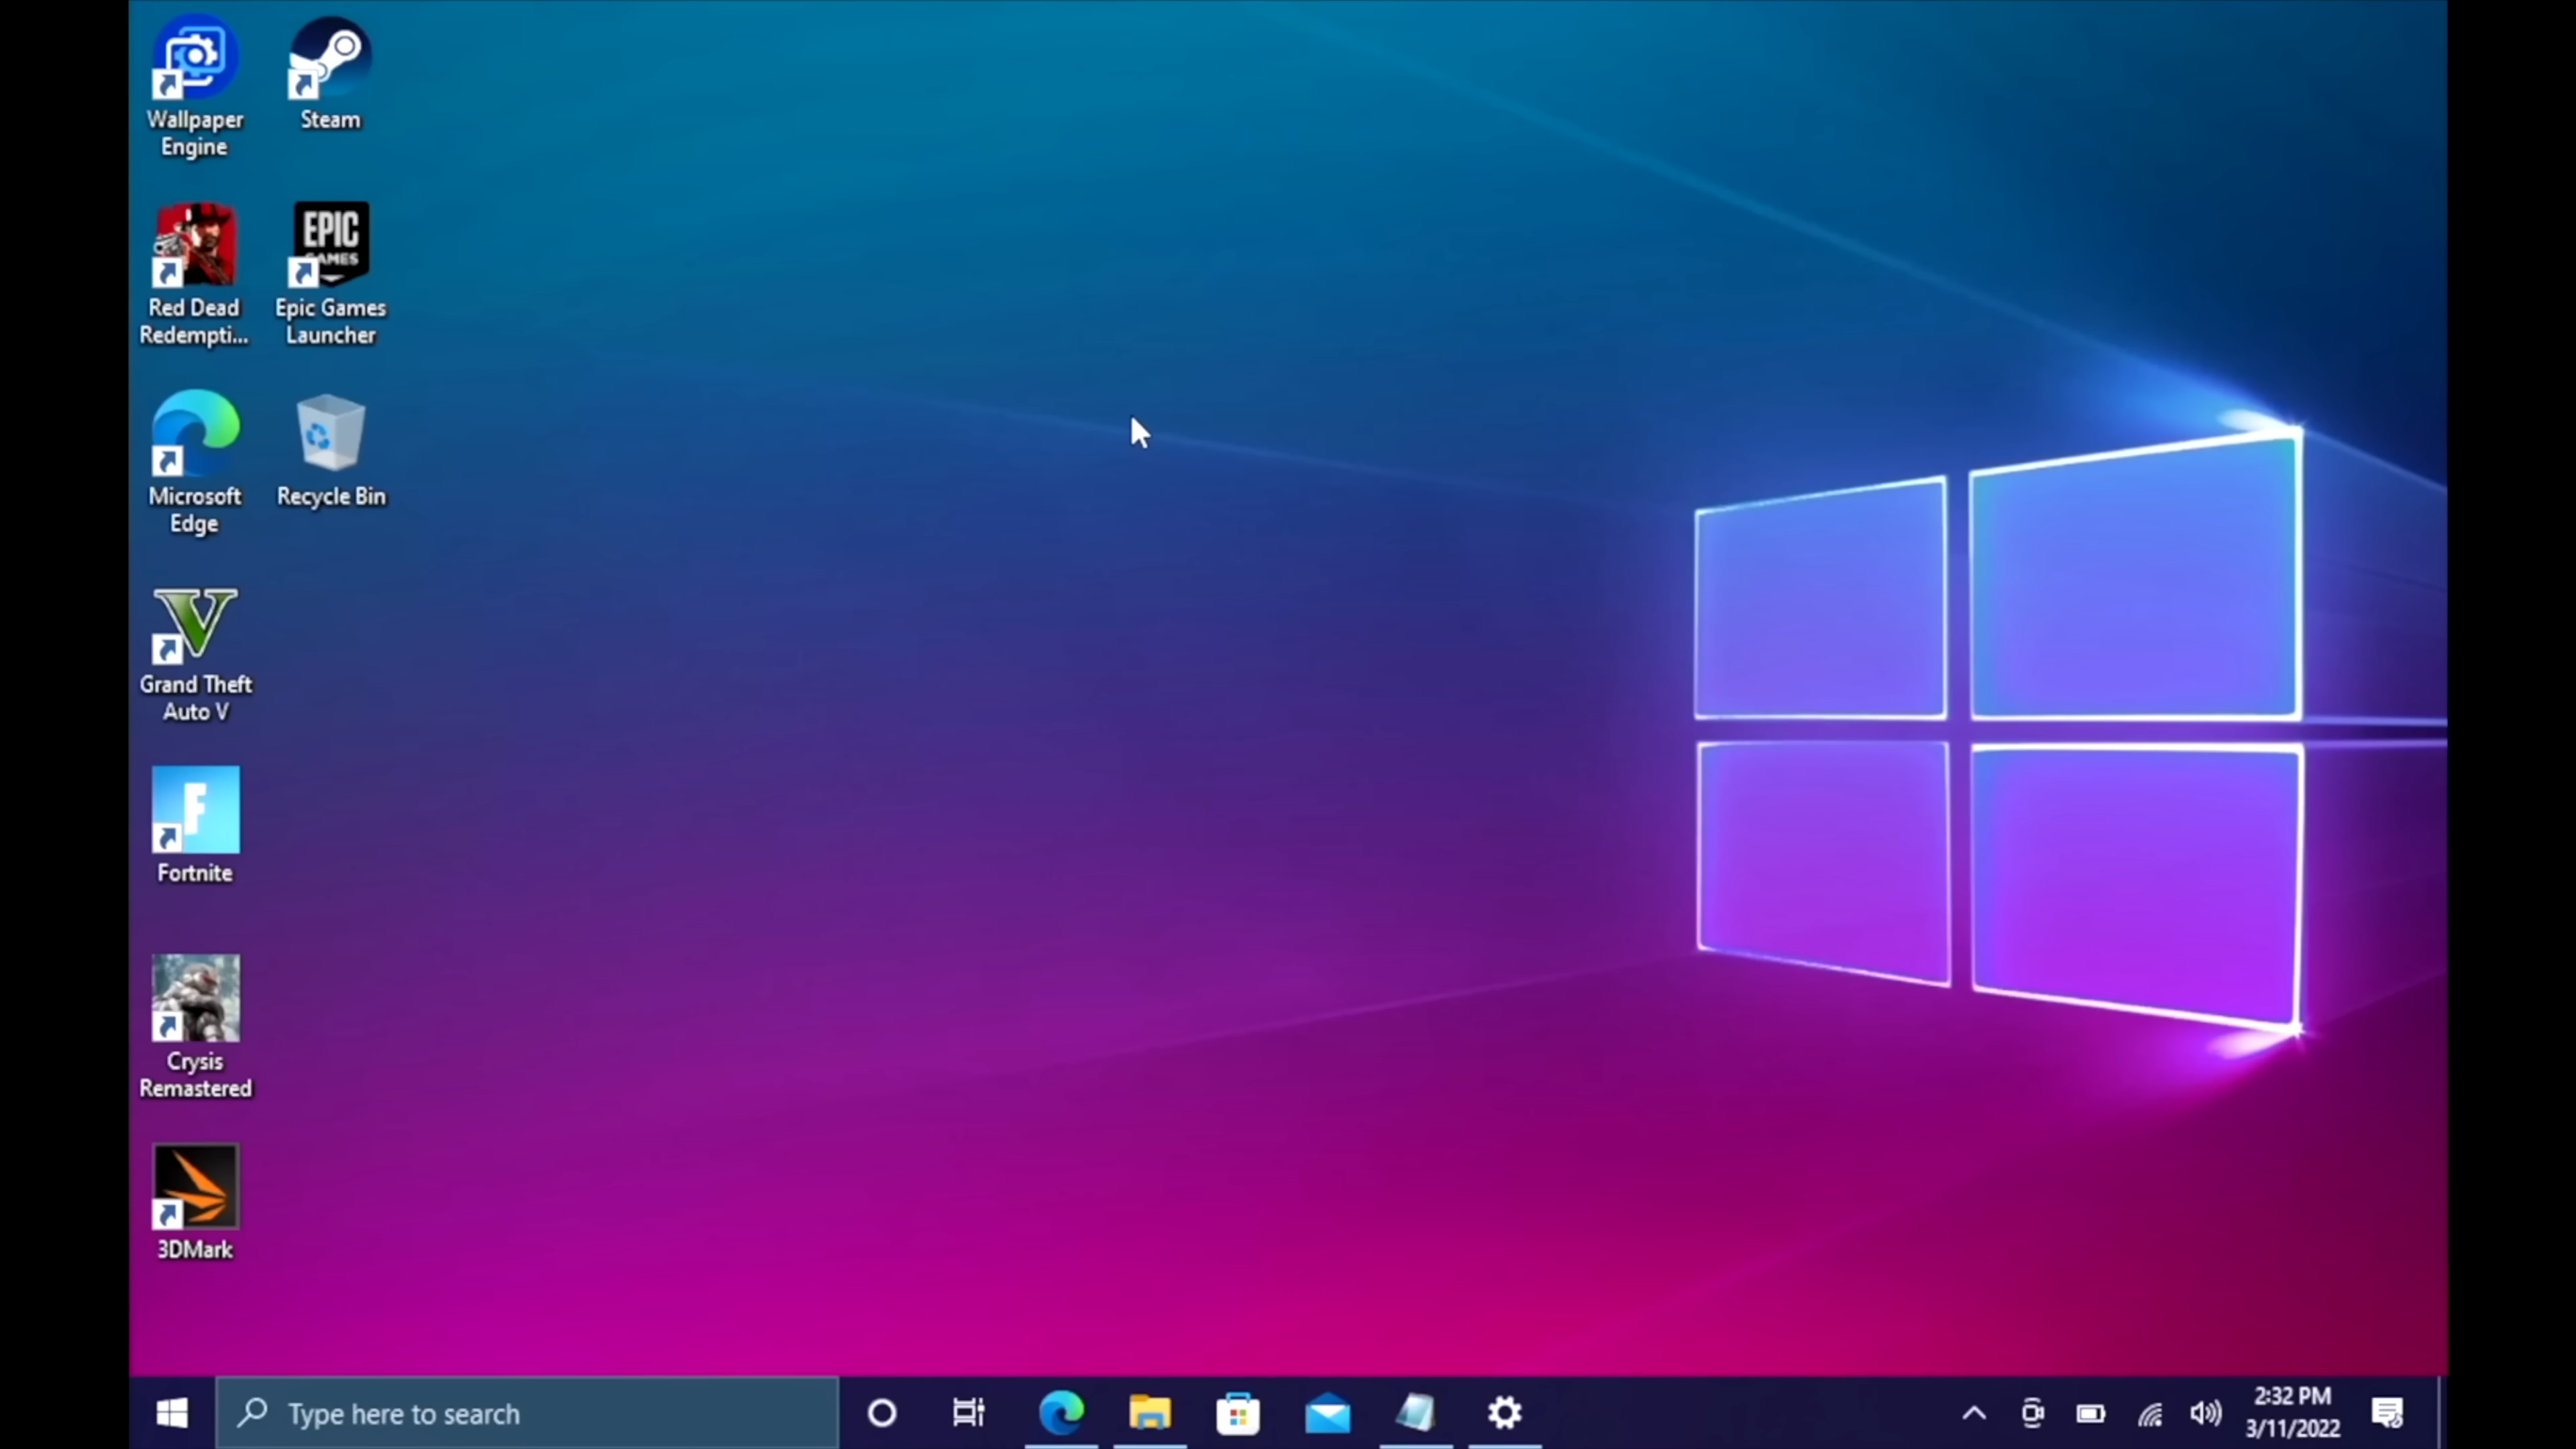 Wallpaper
Engine
Steam
Red Dead
Redempti...
EPIC
GAMES
Epic Games
Launcher
Microsoft
Edge
Recycle Bin
V
Grand Theft
Auto V
F
Fortnite
Crysis
Remastered
3DMark
Type here to search
2:32 PM
3/11/2022